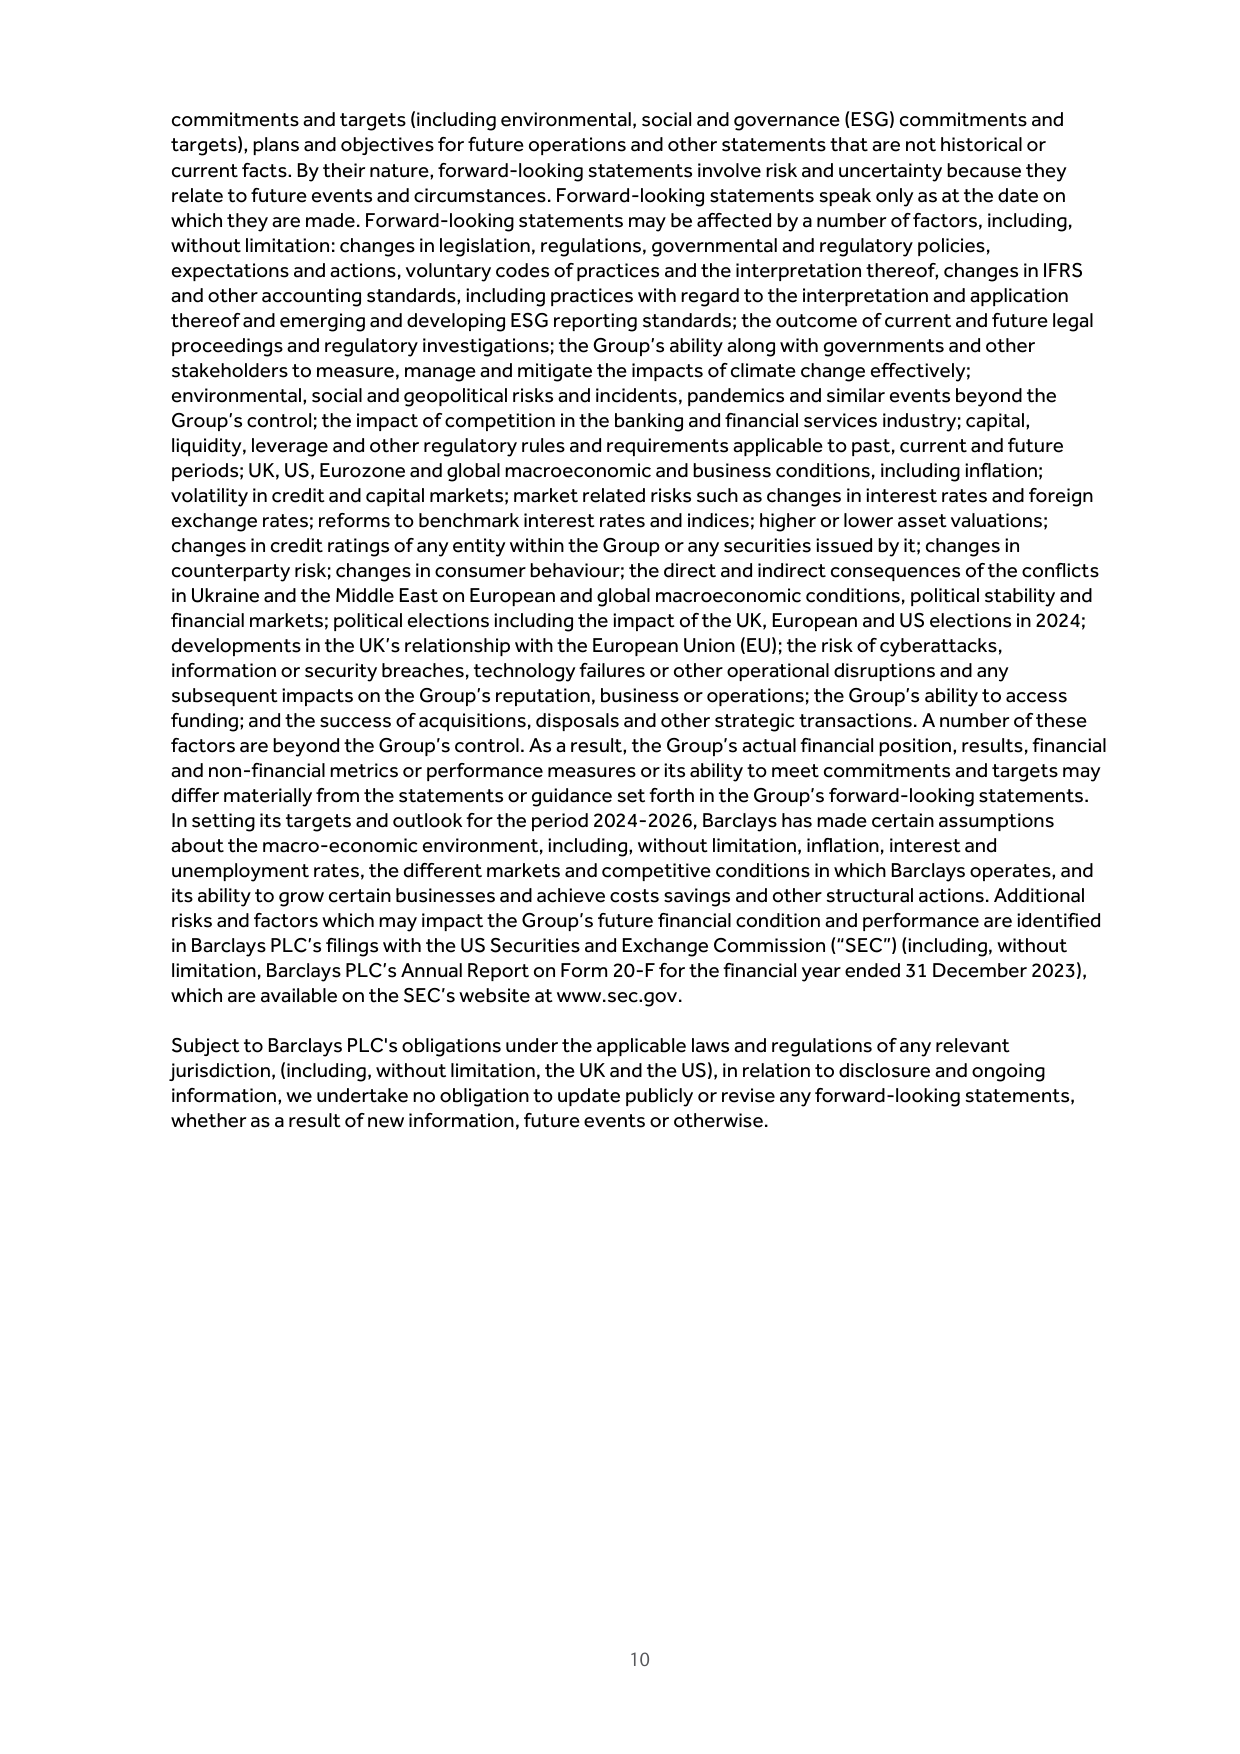 commitments and targets (including environmental, social and governance (ESG) commitments and
targets), plans and objectives for future operations and other statements that are not historical or
current facts. By their nature, forward-looking statements involve risk and uncertainty because they
relate to future events and circumstances. Forward-looking statements speak only as at the date on
which they are made. Forward-looking statements may be affected by a number of factors, including,
without limitation: changes in legislation, regulations, governmental and regulatory policies,
expectations and actions, voluntary codes of practices and the interpretation thereof, changes in IFRS
and other accounting standards, including practices with regard to the interpretation and application
thereof and emerging and developing ESG reporting standards; the outcome of current and future legal
proceedings and regulatory investigations; the Group’s ability along with governments and other
stakeholders to measure, manage and mitigate the impacts of climate change effectively;
environmental, social and geopolitical risks and incidents, pandemics and similar events beyond the
Group’s control; the impact of competition in the banking and financial services industry; capital,
liquidity, leverage and other regulatory rules and requirements applicable to past, current and future
periods; UK, US, Eurozone and global macroeconomic and business conditions, including inflation;
volatility in credit and capital markets; market related risks such as changes in interest rates and foreign
exchange rates; reforms to benchmark interest rates and indices; higher or lower asset valuations;
changes in credit ratings of any entity within the Group or any securities issued by it; changes in
counterparty risk; changes in consumer behaviour; the direct and indirect consequences of the conflicts
in Ukraine and the Middle East on European and global macroeconomic conditions, political stability and
financial markets; political elections including the impact of the UK, European and US elections in 2024;
developments in the UK’s relationship with the European Union (EU); the risk of cyberattacks,
information or security breaches, technology failures or other operational disruptions and any
subsequent impacts on the Group’s reputation, business or operations; the Group’s ability to access
funding; and the success of acquisitions, disposals and other strategic transactions. A number of these
factors are beyond the Group’s control. As a result, the Group’s actual financial position, results, financial
and non-financial metrics or performance measures or its ability to meet commitments and targets may
differ materially from the statements or guidance set forth in the Group’s forward-looking statements.
In setting its targets and outlook for the period 2024-2026, Barclays has made certain assumptions
about the macro-economic environment, including, without limitation, inflation, interest and
unemployment rates, the different markets and competitive conditions in which Barclays operates, and
its ability to grow certain businesses and achieve costs savings and other structural actions. Additional
risks and factors which may impact the Group’s future financial condition and performance are identified
in Barclays PLC’s filings with the US Securities and Exchange Commission (“SEC”) (including, without
limitation, Barclays PLC’s Annual Report on Form 20-F for the financial year ended 31 December 2023),
which are available on the SEC’s website at www.sec.gov.
Subject to Barclays PLC's obligations under the applicable laws and regulations of any relevant
jurisdiction, (including, without limitation, the UK and the US), in relation to disclosure and ongoing
information, we undertake no obligation to update publicly or revise any forward-looking statements,
whether as a result of new information, future events or otherwise.
10